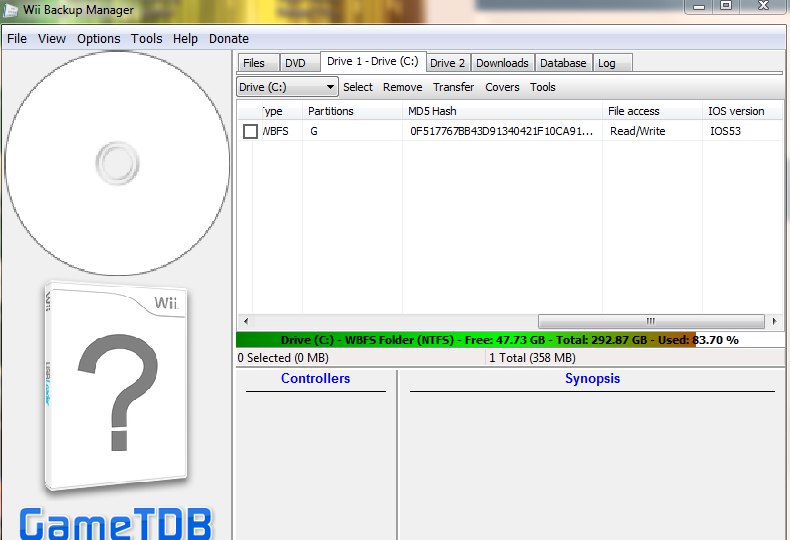 Wii Backup Manager
File View Options Tools Help Donate
Files DVD Drive 1 - Drive (C:) Drive 2 Downloads Database Log
Drive (C:) Select Remove Transfer Covers Tools
Type Partitions MD5 Hash File access IOS version
WBFS G 0F517767BB43D91340421F10CA91... Read/Write IOS53
Wii
?
Drive (C:) - WBFS Folder (NTFS) - Free: 47.73 GB - Total: 292.87 GB - Used: 83.70 %
0 Selected (0 MB) 1 Total (358 MB)
Controllers Synopsis
GameTDB